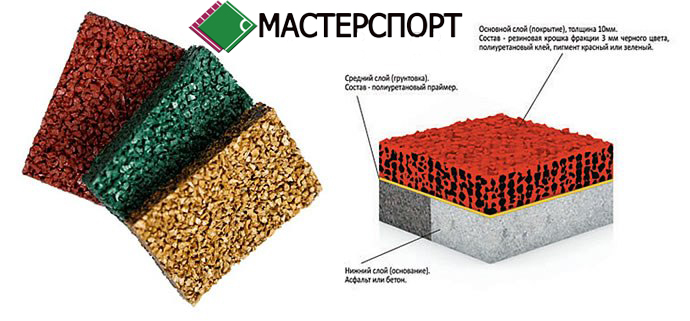 МАСТЕРСПОРТ
Основной слой (покрытие), толщина 10мм.
Состав - резиновая крошка фракции 3 мм черного цвета,
полиуретановый клей, пигмент красный или зеленый.
Средний слой (грунтовка).
Состав - полиуретановый праймер.
Нижний слой (основание).
Асфальт или бетон.